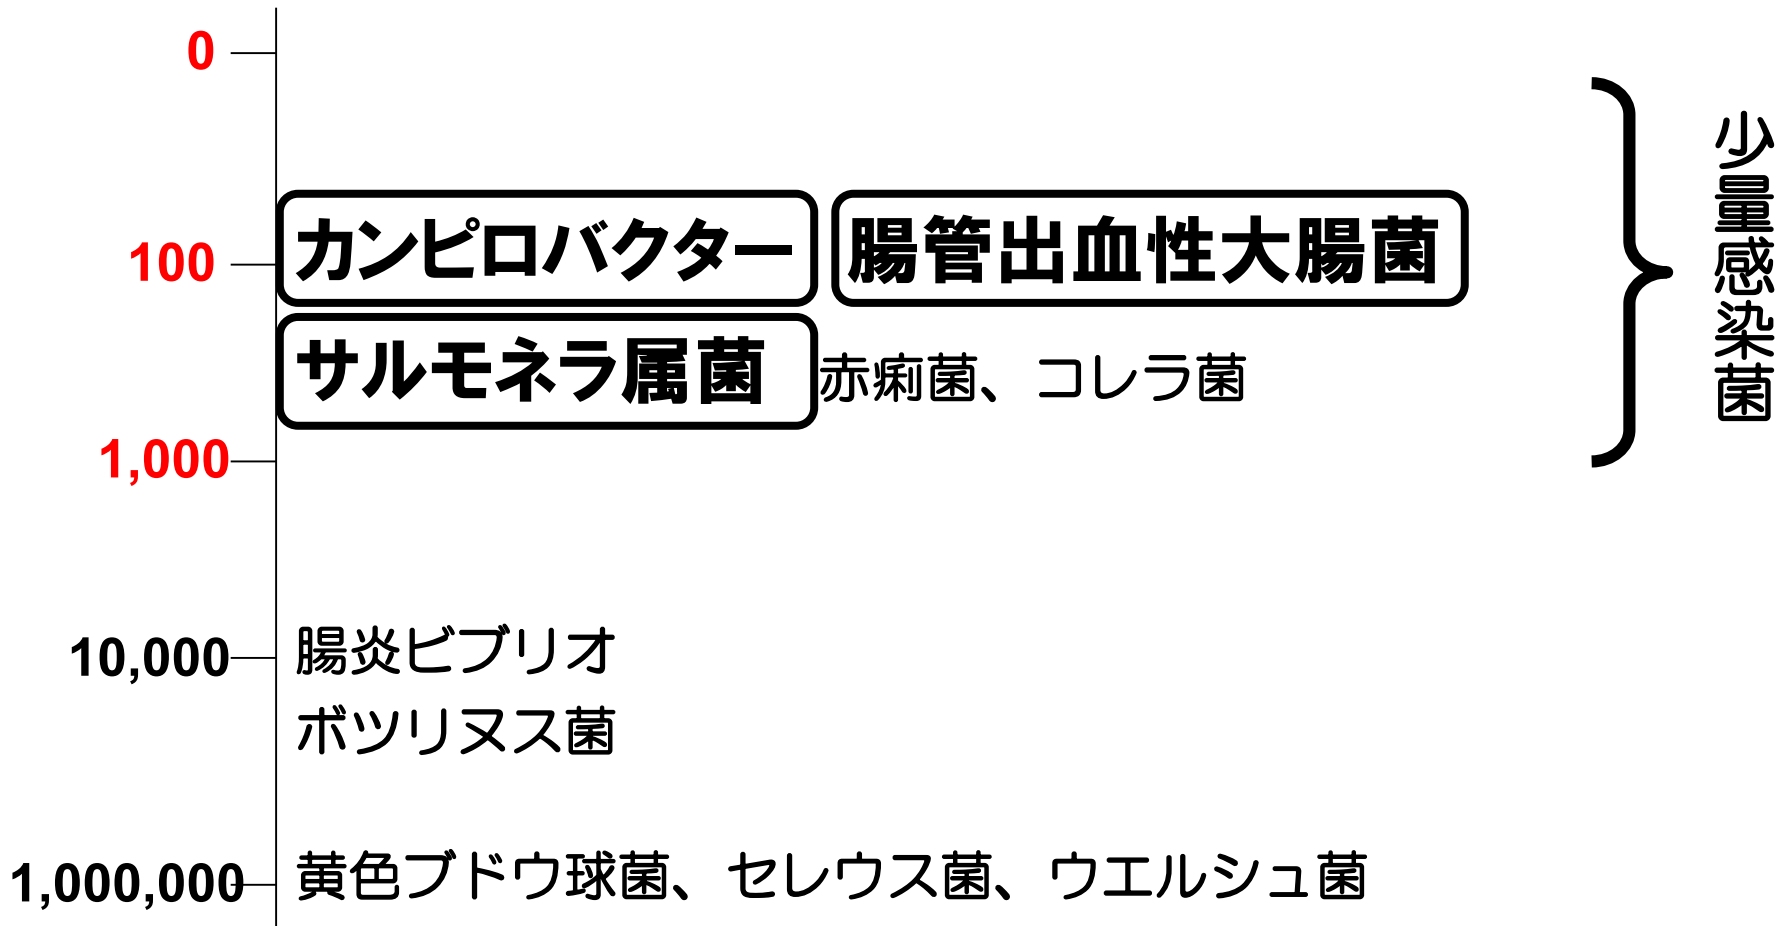 0
100 カンピロバクター 腸管出血性大腸菌
サルモネラ属菌 赤痢菌、コレラ菌
1,000
少量感染菌
10,000 腸炎ビブリオ
ボツリヌス菌
1,000,000 黄色ブドウ球菌、セレウス菌、ウエルシュ菌